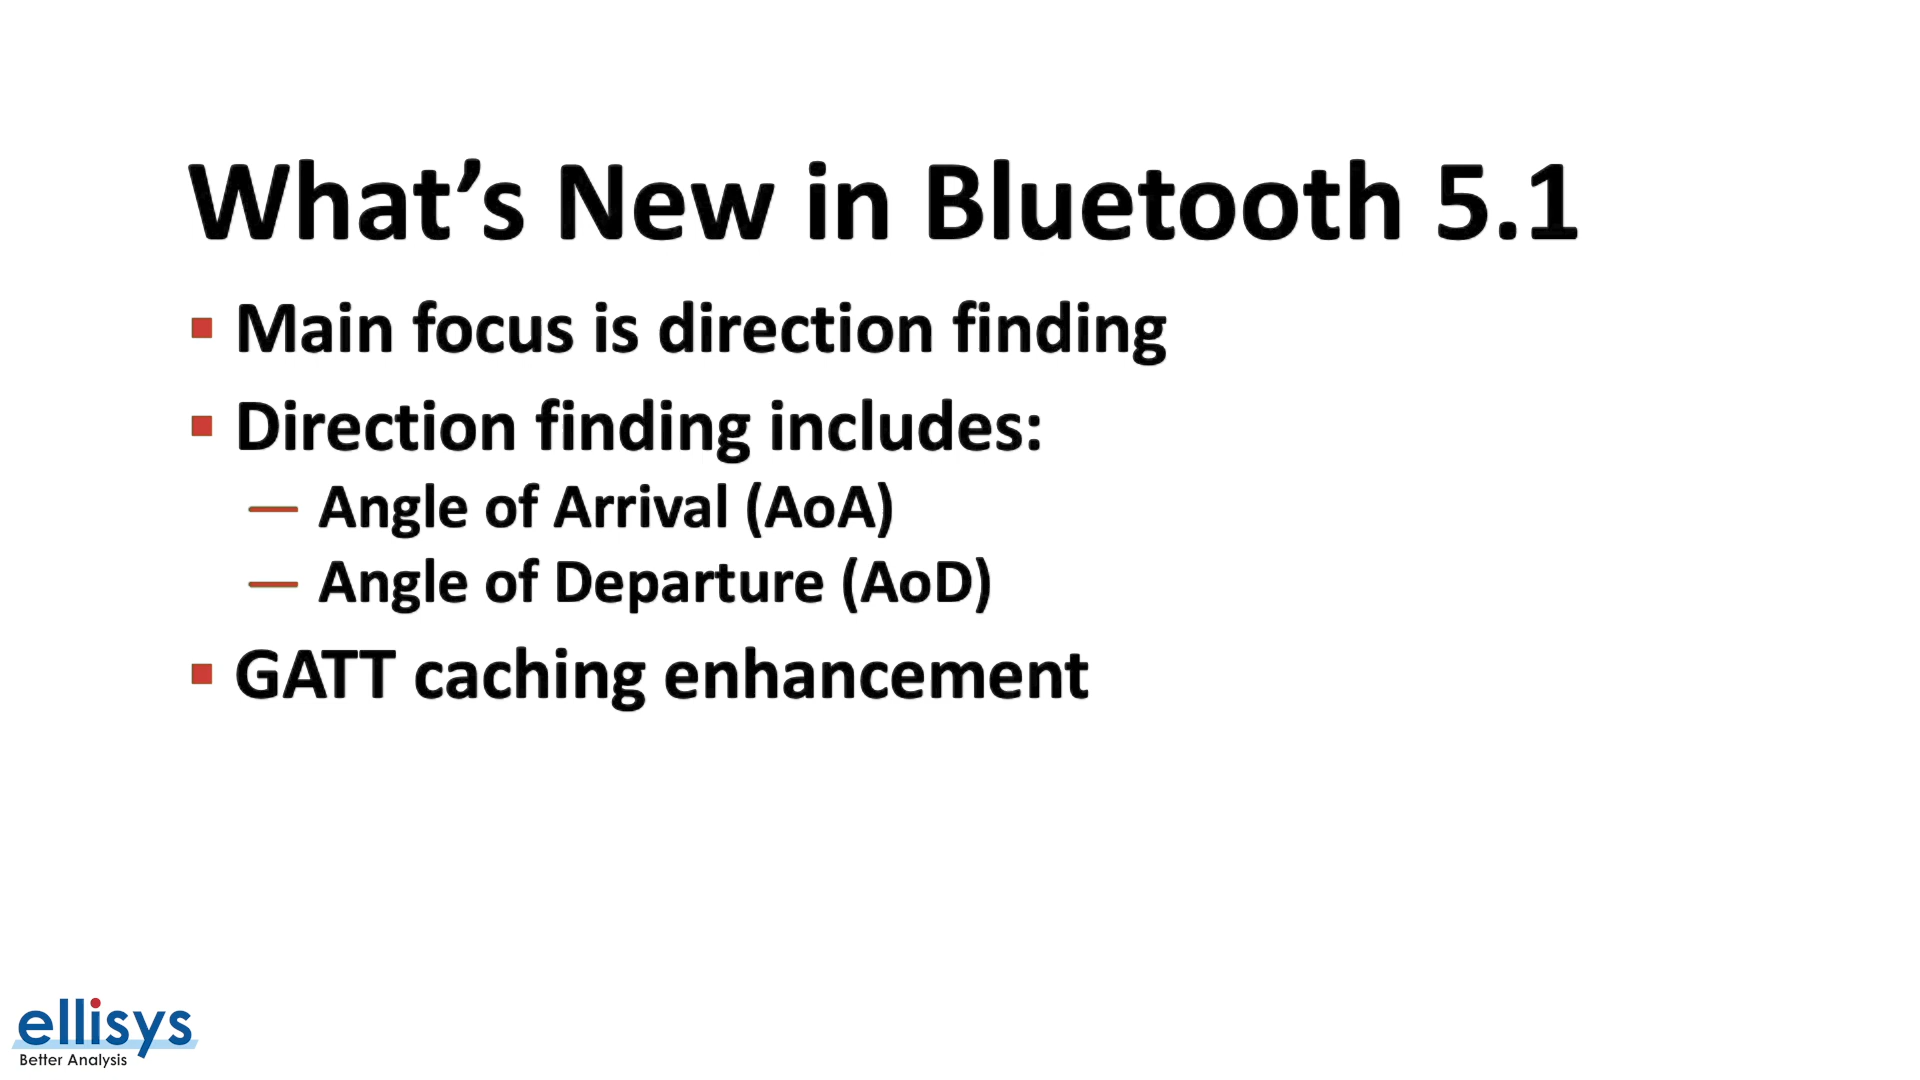 What’s New in Bluetooth 5.1
Main focus is direction finding
Direction finding includes:
— Angle of Arrival (AoA)
— Angle of Departure (AoD)
GATT caching enhancement
ellisys
Better Analysis